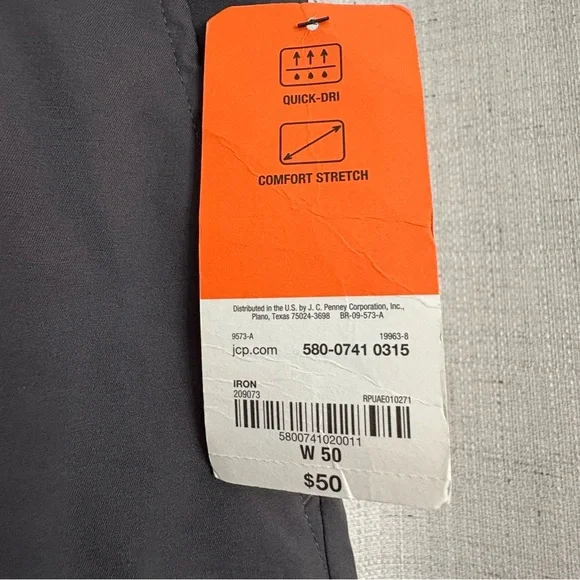 QUICK-DRI
COMFORT STRETCH
Distributed in the U.S. by J. C. Penney Corporation, Inc.,
Plano, Texas 75024-3698 BR-09-573-A
9573-A 19963-8
jcp.com 580-0741 0315
IRON
209073 RPUAE010271
5800741020011
W 50
$50